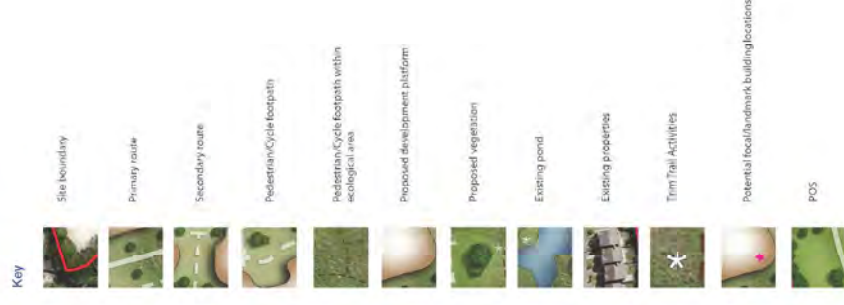 Key
Site boundary
Primary route
Secondary route
Pedestrian/Cycle footpath
Pedestrian/Cycle footpath within
ecological area
Proposed development platform
Proposed vegetation
Existing pond
Existing properties
Trim Trail Activities
Potential focal/landmark building locations
POS